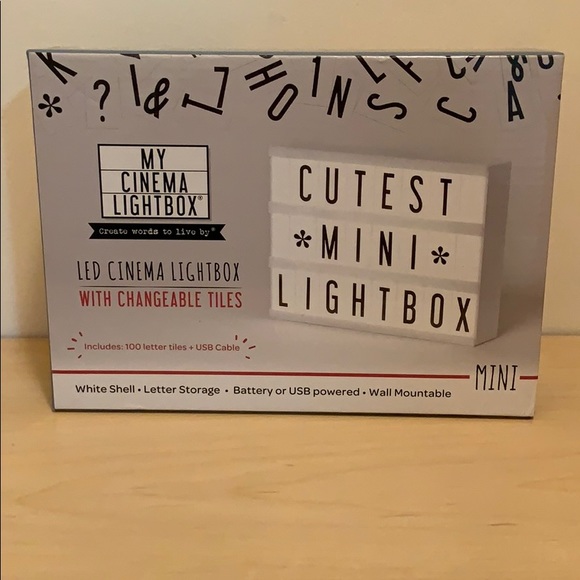 K ? & L H O I N S L F C C & A
MY
CINEMA
LIGHTBOX®
Create words to live by®
LED CINEMA LIGHTBOX
WITH CHANGEABLE TILES
Includes: 100 letter tiles + USB Cable
CUTEST
*MINI*
LIGHTBOX
MINI
White Shell • Letter Storage • Battery or USB powered • Wall Mountable